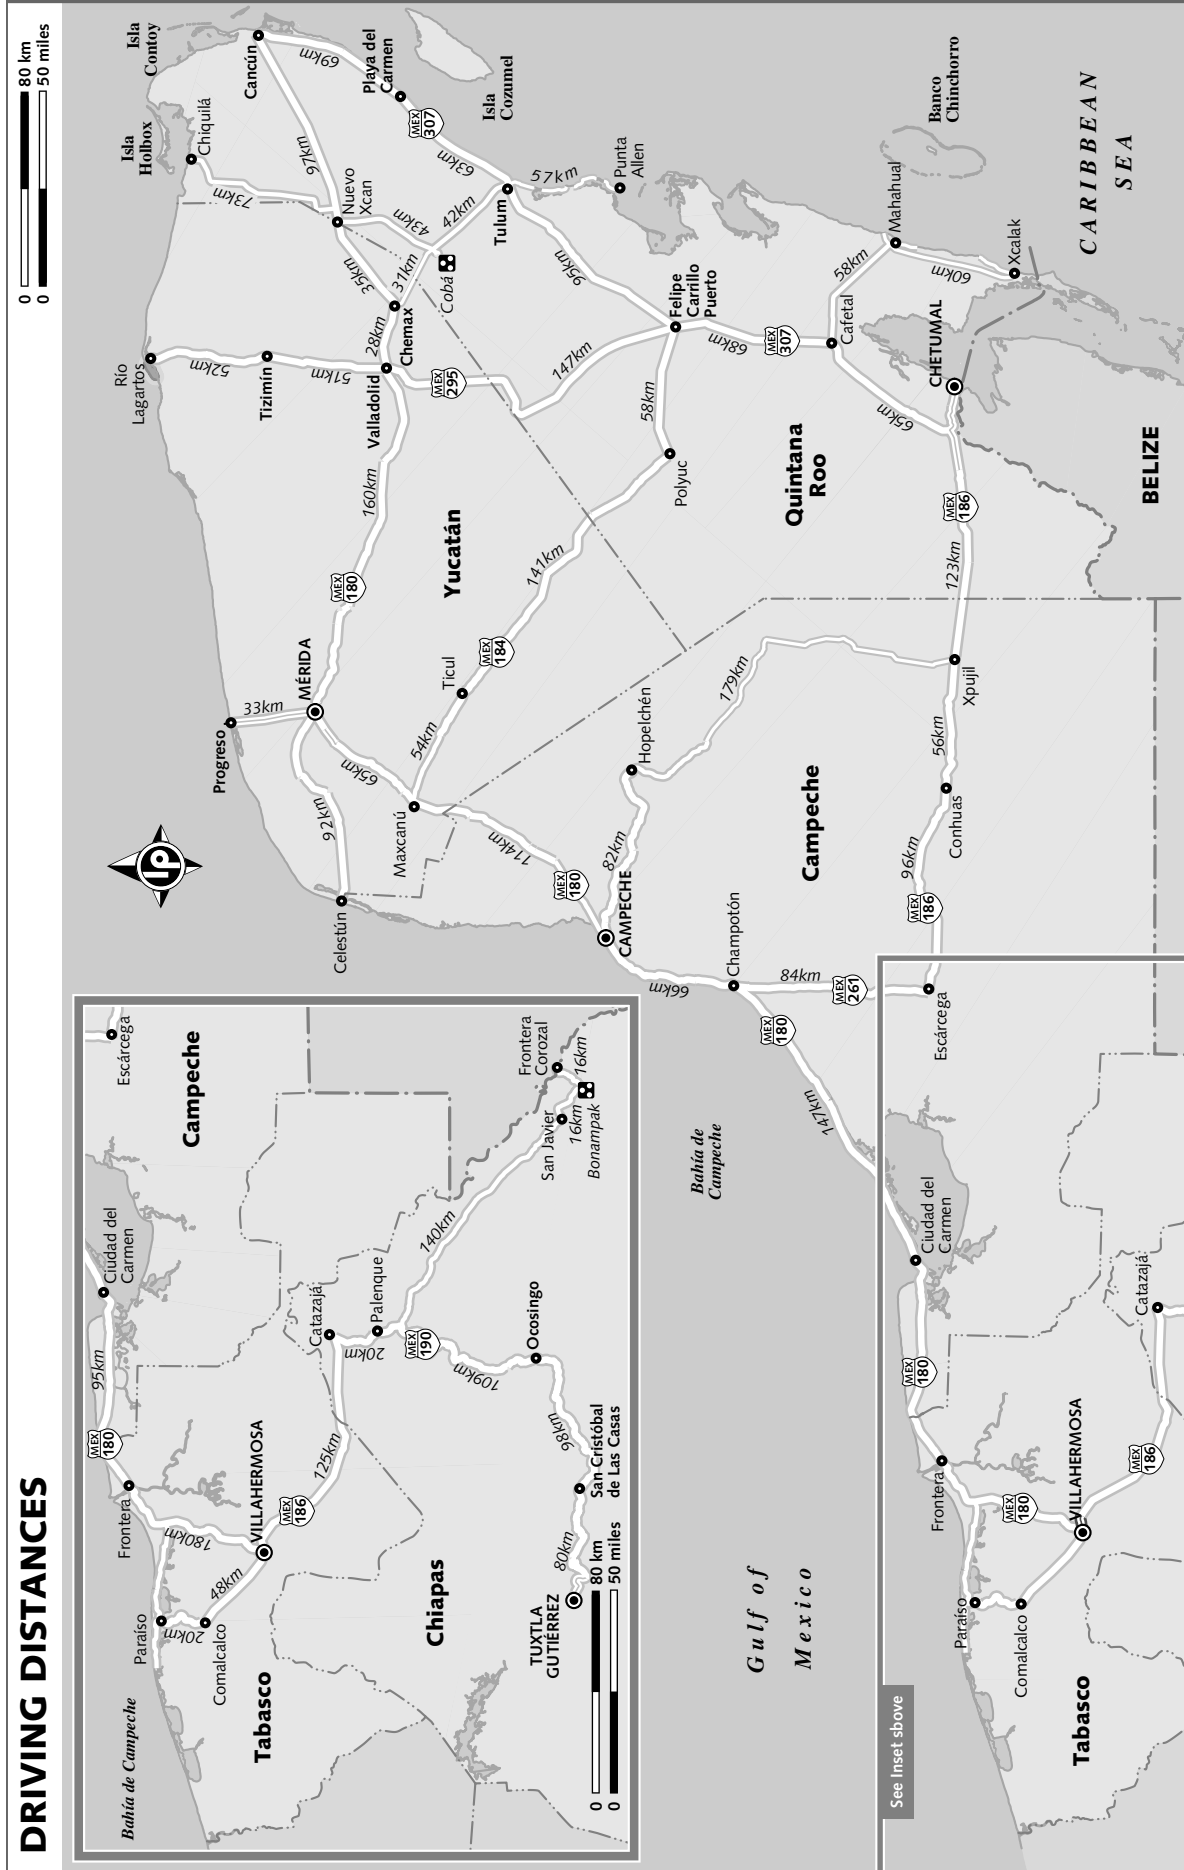 DRIVING DISTANCES
0
80 km
0
50 miles
Bahía de Campeche
Paraíso
20km
Comalcalco
48km
Tabasco
Frontera
180km
VILLAHERMOSA
MEX
180
95km
Ciudad del
Carmen
Escárcega
Campeche
MEX
186
125km
Catazajá
20km
Palenque
MEX
190
140km
109km
Ocosingo
98km
San Cristóbal
de Las Casas
80km
TUXTLA
GUTIÉRREZ
Chiapas
San Javier
16km
Bonampak
16km
Frontera
Corozal
0
80 km
0
50 miles
Isla
Contoy
Isla
Holbox
Chiquilá
Cancún
69km
Playa del
Carmen
Isla
Cozumel
MEX
307
63km
97km
73km
Nuevo
Xcan
43km
42km
35km
31km
Cobá
Tulum
57km
Punta
Allen
Río
Lagartos
52km
Tizimín
51km
28km
Chemax
Valladolid
MEX
295
147km
95km
Felipe
Carrillo
Puerto
160km
MEX
180
MÉRIDA
33km
Progreso
92km
Celestún
65km
Maxcanú
54km
Ticul
MEX
184
141km
Polyuc
58km
Yucatán
114km
MEX
180
CAMPECHE
82km
Hopelchén
179km
Quintana
Roo
68km
MEX
307
Cafetal
58km
Mahahual
60km
Xcalak
Banco
Chinchorro
CARIBBEAN
SEA
65km
CHETUMAL
MEX
186
123km
Xpujil
56km
Conhuas
96km
MEX
186
BELIZE
Campeche
66km
Champotón
84km
MEX
261
Escárcega
MEX
180
147km
Bahía de
Campeche
Gulf of
Mexico
See Inset sbove
Ciudad del
Carmen
MEX
180
Frontera
MEX
180
VILLAHERMOSA
MEX
186
Catazajá
Paraíso
Comalcalco
Tabasco